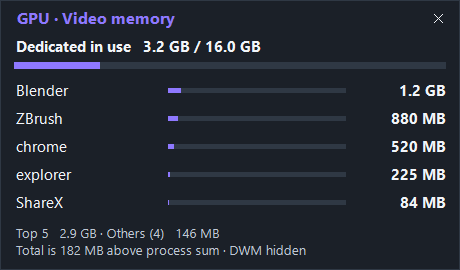 GPU · Video memory
Dedicated in use 3.2 GB / 16.0 GB
Blender 1.2 GB
ZBrush 880 MB
chrome 520 MB
explorer 225 MB
ShareX 84 MB
Top 5 2.9 GB · Others (4) 146 MB
Total is 182 MB above process sum · DWM hidden